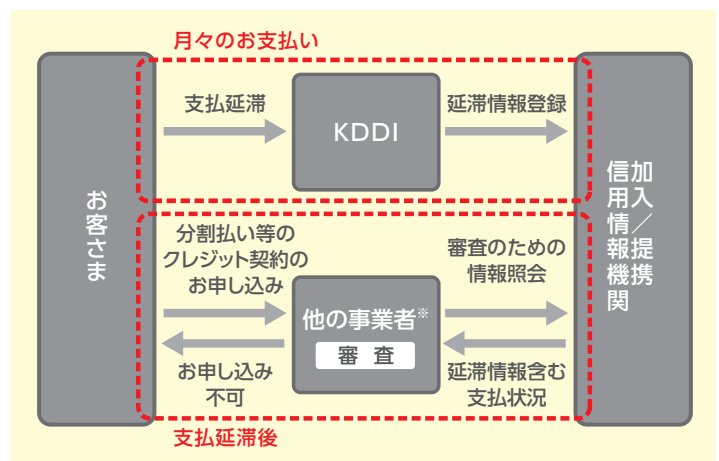 月々のお支払い
お客さま
支払延滞
KDDI
延滞情報登録
加入／提携
信用情報機関
分割払い等の
クレジット契約の
お申し込み
他の事業者※
審査
審査のための
情報照会
お申し込み
不可
延滞情報含む
支払状況
支払延滞後